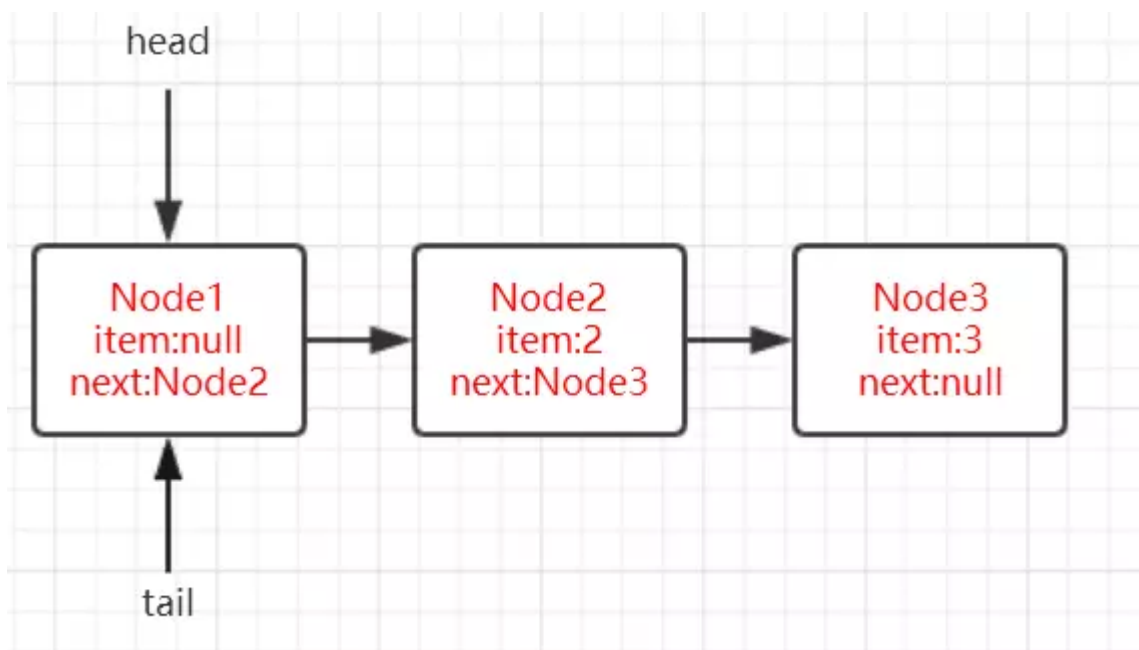 head
Node1
item:null
next:Node2
Node2
item:2
next:Node3
Node3
item:3
next:null
tail